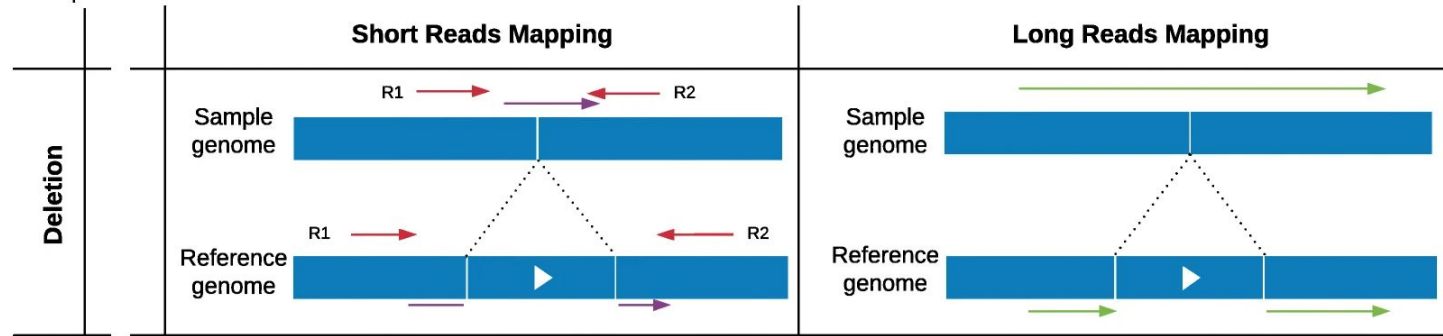 Short Reads Mapping
Long Reads Mapping
Deletion
R1
R2
Sample
genome
R1
R2
Reference
genome
Sample
genome
Reference
genome